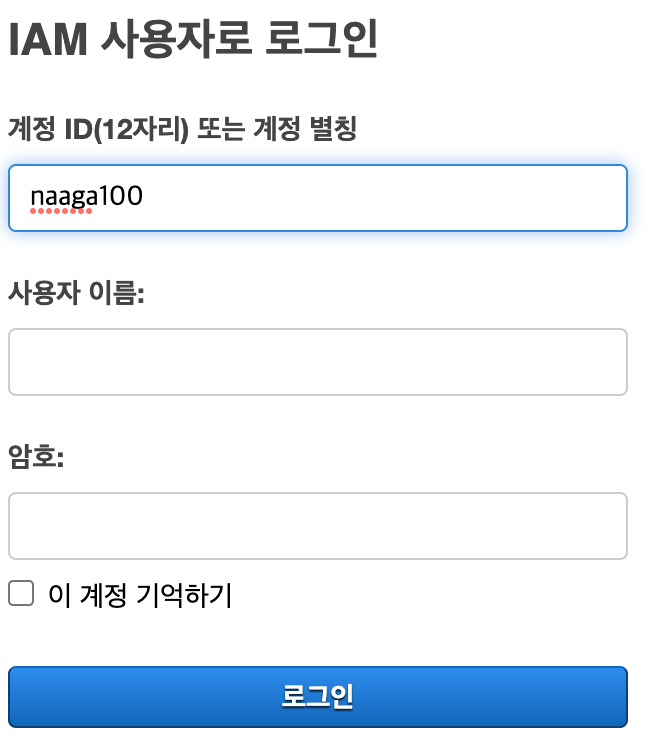 IAM 사용자로 로그인
계정 ID(12자리) 또는 계정 별칭
naaga100
사용자 이름:
암호:
이 계정 기억하기
로그인